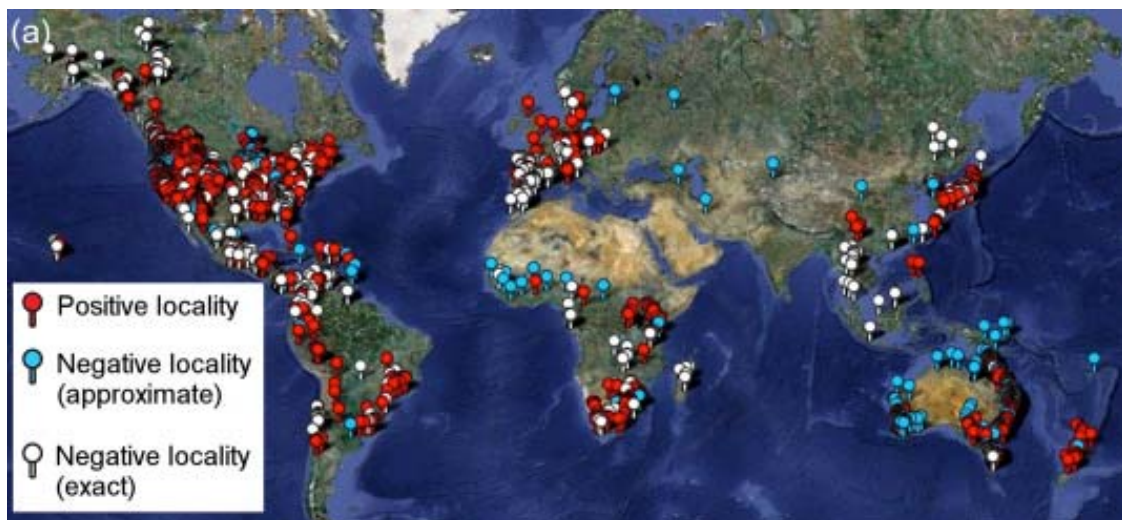 (a)
Positive locality
Negative locality
(approximate)
Negative locality
(exact)